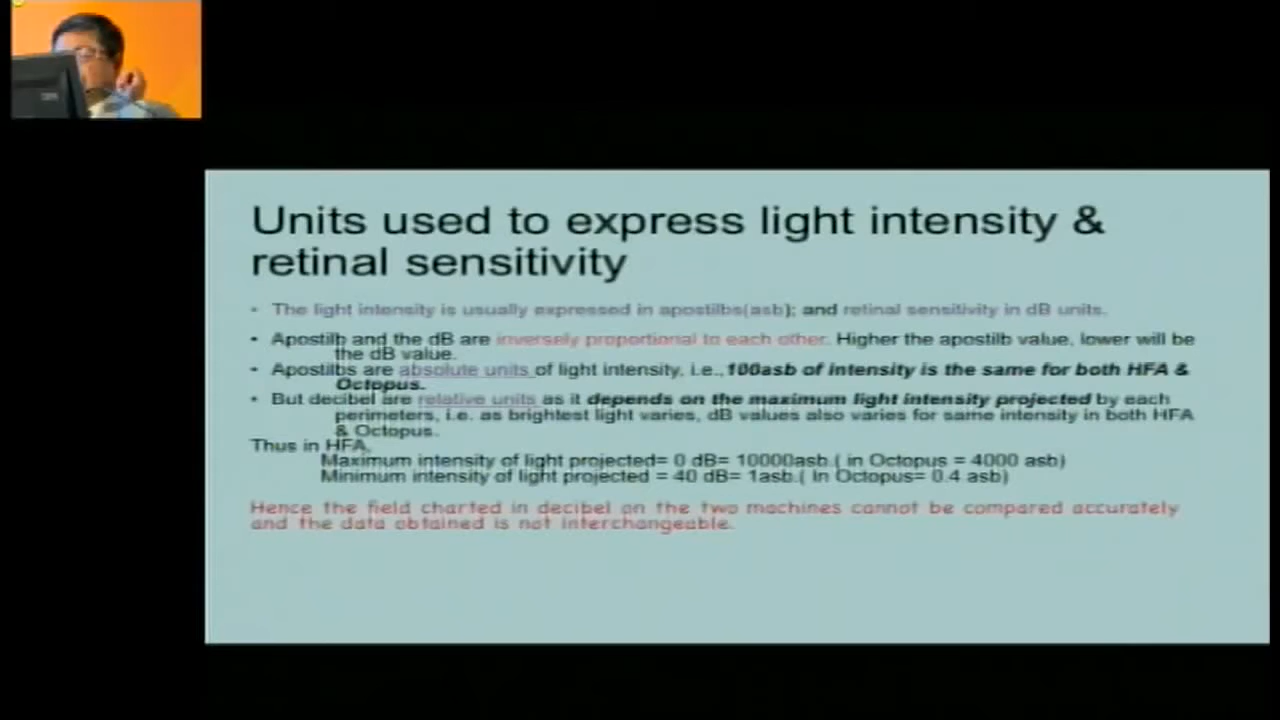 Units used to express light intensity &
retinal sensitivity
• The light intensity is usually expressed in apostilbs(asb); and retinal sensitivity in dB units.
• Apostilb and the dB are inversely proportional to each other. Higher the apostilb value, lower will be
the dB value.
• Apostilbs are absolute units of light intensity, i.e., 100asb of intensity is the same for both HFA &
Octopus.
• But decibel are relative units as it depends on the maximum light intensity projected by each
perimeters, i.e. as brightest light varies, dB values also varies for same intensity in both HFA
& Octopus.
Thus in HFA,
Maximum intensity of light projected= 0 dB= 10000asb.( in Octopus = 4000 asb)
Minimum intensity of light projected = 40 dB= 1asb.( In Octopus= 0.4 asb)
Hence the field charted in decibel on the two machines cannot be compared accurately
and the data obtained is not interchangeable.